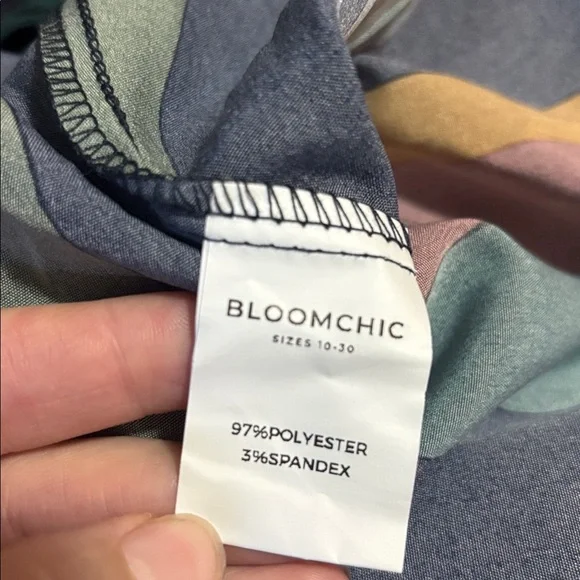 BLOOMCHIC
SIZES 10-30
97%POLYESTER
3%SPANDEX